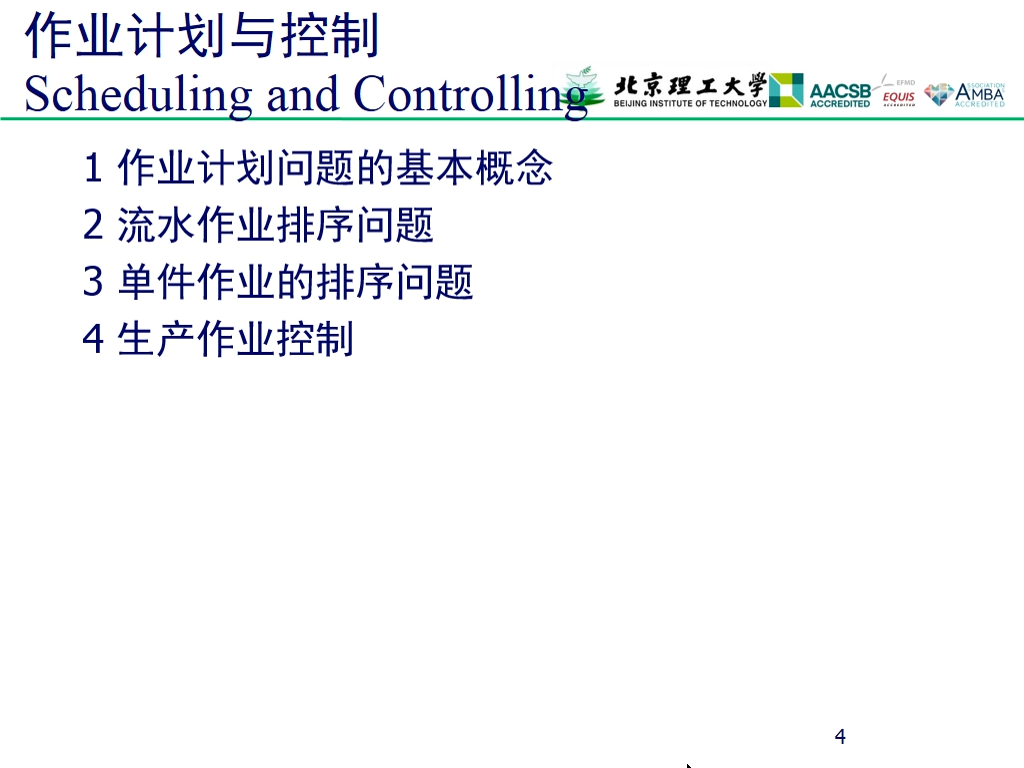 作业计划与控制
Scheduling and Controlling
北京理工大学
BEIJING INSTITUTE OF TECHNOLOGY
AACSB
ACCREDITED
EFMD
EQUIS
ACCREDITED
ASSOCIATION
AMBA
ACCREDITED
1 作业计划问题的基本概念
2 流水作业排序问题
3 单件作业的排序问题
4 生产作业控制
4